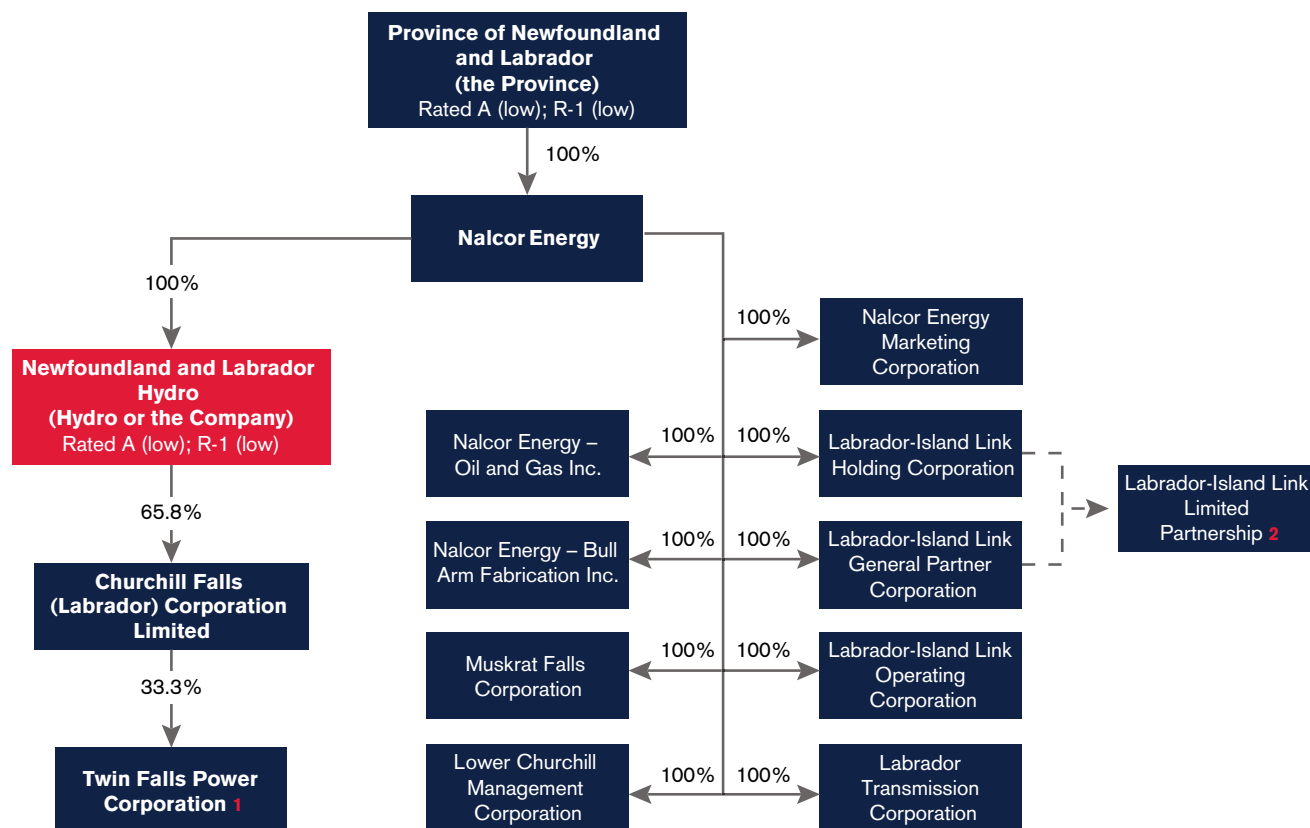 Province of Newfoundland
and Labrador
(the Province)
Rated A (low); R-1 (low)
100%
Nalcor Energy
100%
Newfoundland and Labrador
Hydro
(Hydro or the Company)
Rated A (low); R-1 (low)
65.8%
Churchill Falls
(Labrador) Corporation
Limited
33.3%
Twin Falls Power
Corporation 1
100%
Nalcor Energy
Marketing
Corporation
Nalcor Energy –
Oil and Gas Inc.
100%
100%
Labrador-Island Link
Holding Corporation
Labrador-Island Link
Limited
Partnership 2
Nalcor Energy – Bull
Arm Fabrication Inc.
100%
100%
Labrador-Island Link
General Partner
Corporation
Muskrat Falls
Corporation
100%
100%
Labrador-Island Link
Operating
Corporation
Lower Churchill
Management
Corporation
100%
100%
Labrador
Transmission
Corporation